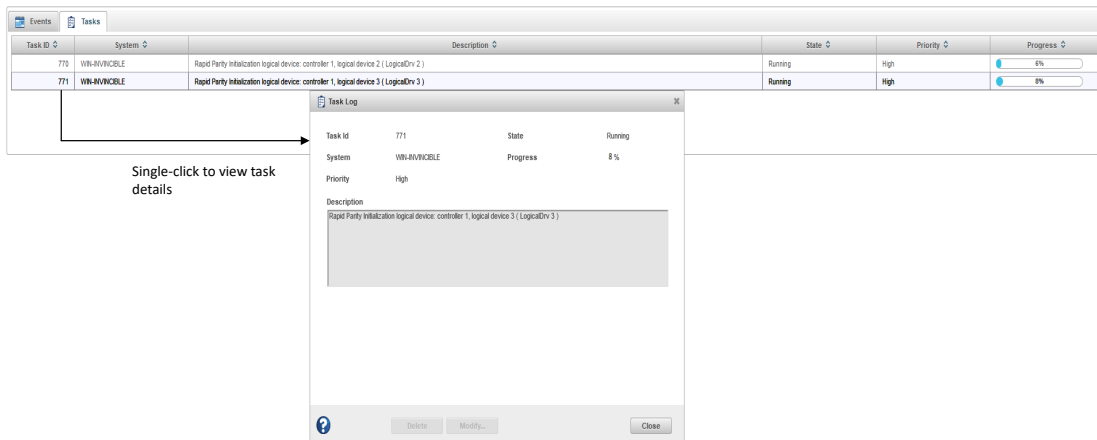 Events Tasks
Task ID System Description State Priority Progress
770 WIN-INVINCIBLE Rapid Parity Initialization logical device: controller 1, logical device 2 ( LogicalDrv 2 ) Running High 6%
771 WIN-INVINCIBLE Rapid Parity Initialization logical device: controller 1, logical device 3 ( LogicalDrv 3 ) Running High 8%
Single-click to view task
details
Task Log
Task Id 771 State Running
System WIN-INVINCIBLE Progress 8 %
Priority High
Description
Rapid Parity Initialization logical device: controller 1, logical device 3 ( LogicalDrv 3 )
? Delete Modify... Close